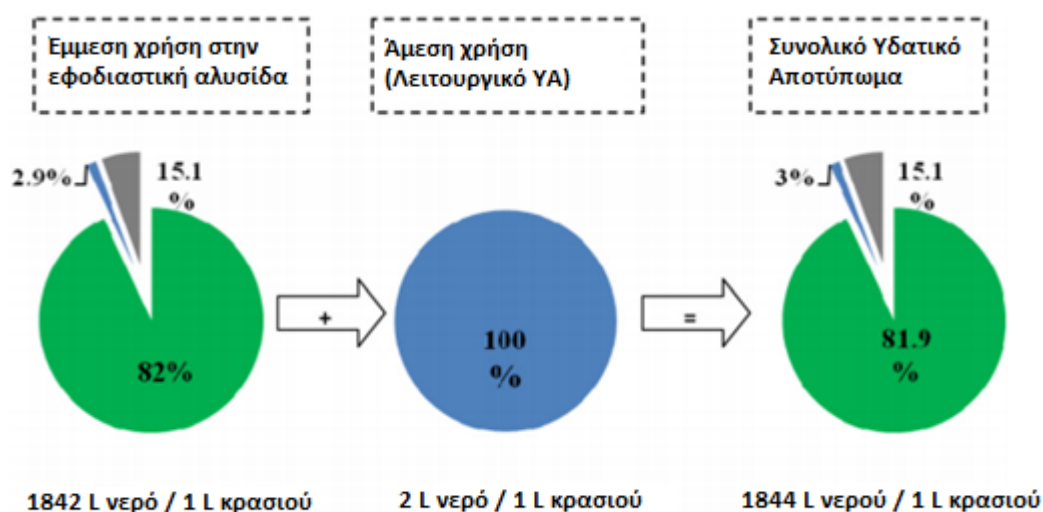 Έμμεση χρήση στην
εφοδιαστική αλυσίδα
Άμεση χρήση
(Λειτουργικό ΥΑ)
Συνολικό Υδατικό
Αποτύπωμα
2.9%
15.1
%
82%
+
100
%
=
3%
15.1
%
81.9
%
1842 L νερό / 1 L κρασιού
2 L νερό / 1 L κρασιού
1844 L νερού / 1 L κρασιού